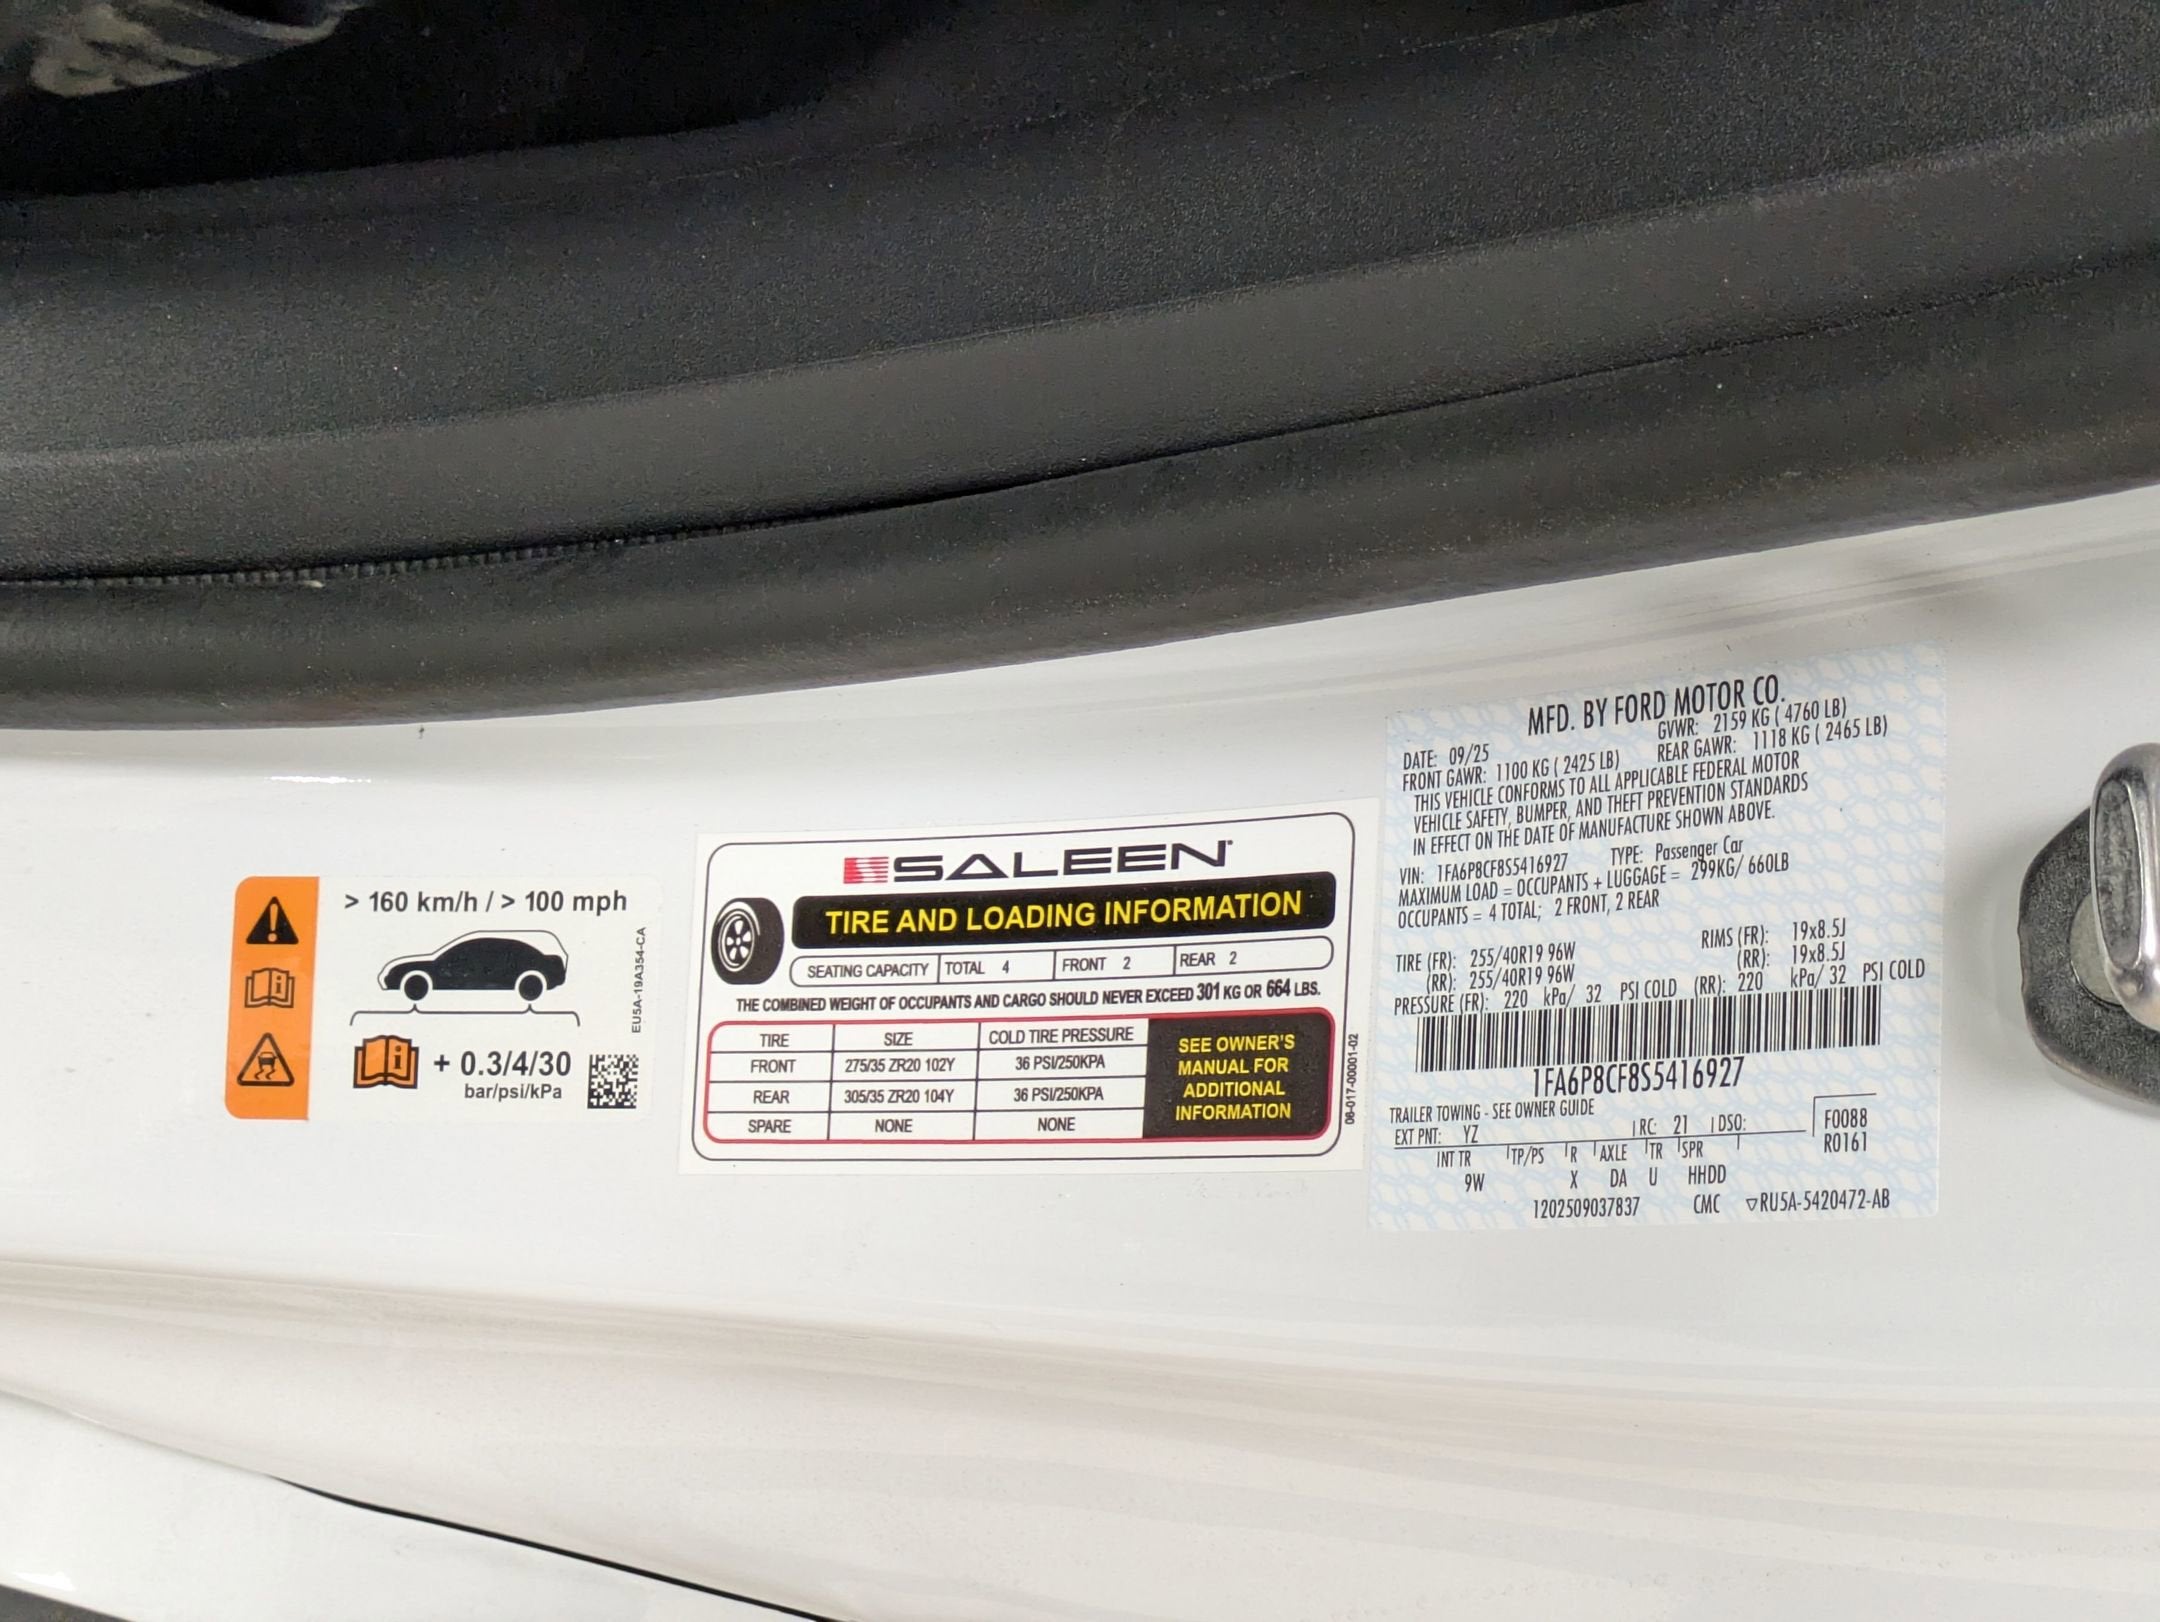 > 160 km/h / > 100 mph
EU5A-19A354-CA
+ 0.3/4/30
bar/psi/kPa
SALEEN
TIRE AND LOADING INFORMATION
SEATING CAPACITY TOTAL 4 FRONT 2 REAR 2
THE COMBINED WEIGHT OF OCCUPANTS AND CARGO SHOULD NEVER EXCEED 301 KG OR 664 LBS.
TIRE SIZE COLD TIRE PRESSURE
FRONT 275/35 ZR20 102Y 36 PSI/250KPA
REAR 305/35 ZR20 104Y 36 PSI/250KPA
SPARE NONE NONE
SEE OWNER'S
MANUAL FOR
ADDITIONAL
INFORMATION
08-017-00001-02
MFD. BY FORD MOTOR CO.
DATE: 09/25 GVWR: 2159 KG ( 4760 LB)
FRONT GAWR: 1100 KG ( 2425 LB) REAR GAWR: 1118 KG ( 2465 LB)
THIS VEHICLE CONFORMS TO ALL APPLICABLE FEDERAL MOTOR
VEHICLE SAFETY, BUMPER, AND THEFT PREVENTION STANDARDS
IN EFFECT ON THE DATE OF MANUFACTURE SHOWN ABOVE.
VIN: 1FA6P8CF8S5416927 TYPE: Passenger Car
MAXIMUM LOAD = OCCUPANTS + LUGGAGE = 299KG/ 660LB
OCCUPANTS = 4 TOTAL; 2 FRONT, 2 REAR
TIRE (FR): 255/40R19 96W RIMS (FR): 19x8.5J
(RR): 255/40R19 96W (RR): 19x8.5J
PRESSURE (FR): 220 kPa/ 32 PSI COLD (RR): 220 kPa/ 32 PSI COLD
1FA6P8CF8S5416927
TRAILER TOWING - SEE OWNER GUIDE
EXT PNT: YZ RC: 21 DSO: F0088
R0161
INT TR TP/PS R AXLE TR SPR
9W X DA U HHDD
1202509037837 CMC ▽RU5A-5420472-AB